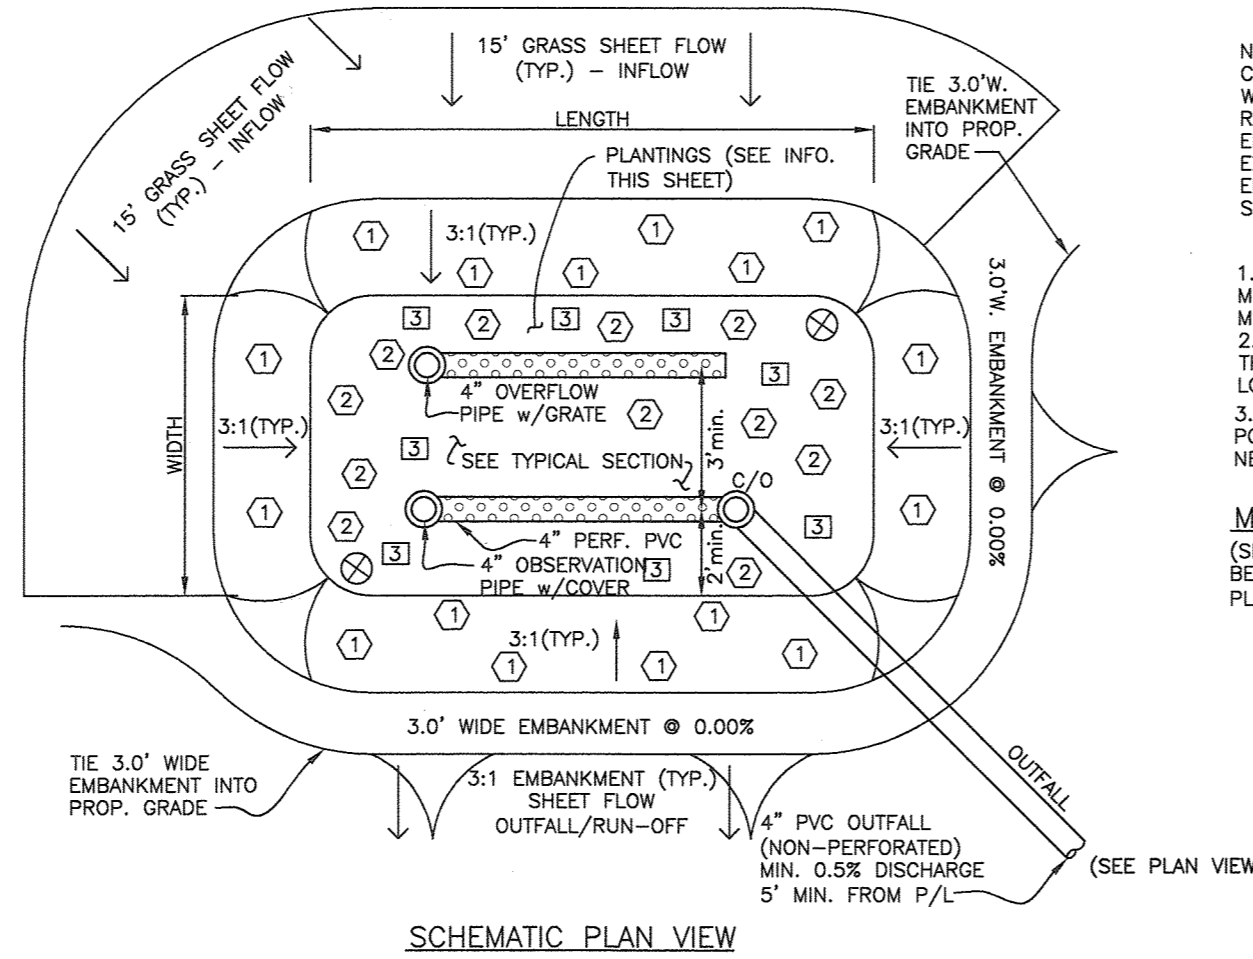 15' GRASS SHEET FLOW
(TYP.) - INFLOW
15' GRASS SHEET FLOW
(TYP.) - INFLOW
TIE 3.0'W.
EMBANKMENT
INTO PROP.
GRADE
LENGTH
PLANTINGS (SEE INFO.
THIS SHEET)
1
1
1
3:1(TYP.)
1
1
1
3
2
3
2
3
2
2
1
1
3
4" OVERFLOW
PIPE w/GRATE
2
2
2
2
WIDTH
3:1(TYP.)
3:1(TYP.)
3' min.
3
SEE TYPICAL SECTION
2
2
C/O
3.0'W. EMBANKMENT @ 0.00%
1
1
2
3
4" PERF. PVC
2' min.
3
4" OBSERVATION
PIPE w/COVER
3
2
1
1
1
3:1(TYP.)
1
1
1
3.0' WIDE EMBANKMENT @ 0.00%
TIE 3.0' WIDE
EMBANKMENT INTO
PROP. GRADE
3:1 EMBANKMENT (TYP.)
SHEET FLOW
OUTFALL/RUN-OFF
OUTFALL
4" PVC OUTFALL
(NON-PERFORATED)
MIN. 0.5% DISCHARGE
5' MIN. FROM P/L
(SEE PLAN VIEW
SCHEMATIC PLAN VIEW
1.
2.
3.